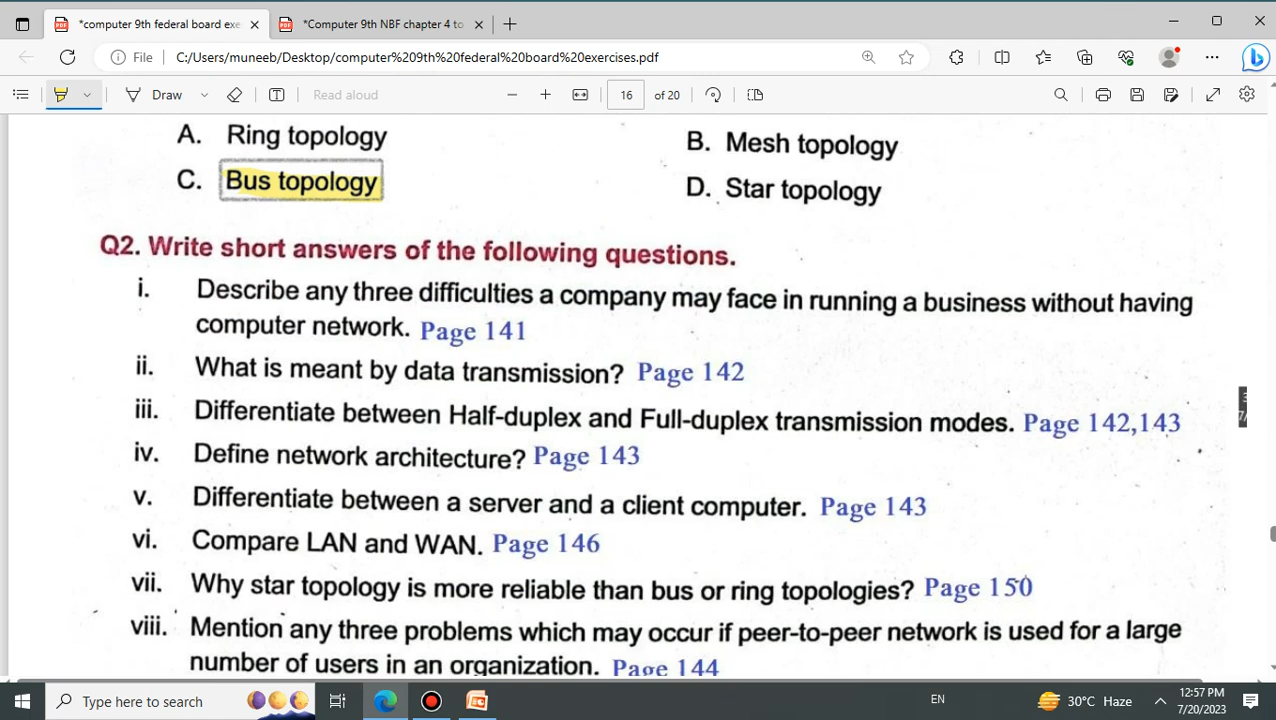 *computer 9th federal board exe
*Computer 9th NBF chapter 4 to
File C:/Users/muneeb/Desktop/computer%209th%20federal%20board%20exercises.pdf
Draw Read aloud 16 of 20
A. Ring topology B. Mesh topology
C. Bus topology D. Star topology
Q2. Write short answers of the following questions.
i. Describe any three difficulties a company may face in running a business without having
computer network. Page 141
ii. What is meant by data transmission? Page 142
iii. Differentiate between Half-duplex and Full-duplex transmission modes. Page 142,143
iv. Define network architecture? Page 143
v. Differentiate between a server and a client computer. Page 143
vi. Compare LAN and WAN. Page 146
vii. Why star topology is more reliable than bus or ring topologies? Page 150
viii. Mention any three problems which may occur if peer-to-peer network is used for a large
number of users in an organization. Page 144
Type here to search EN 30°C Haze 12:57 PM
7/20/2023